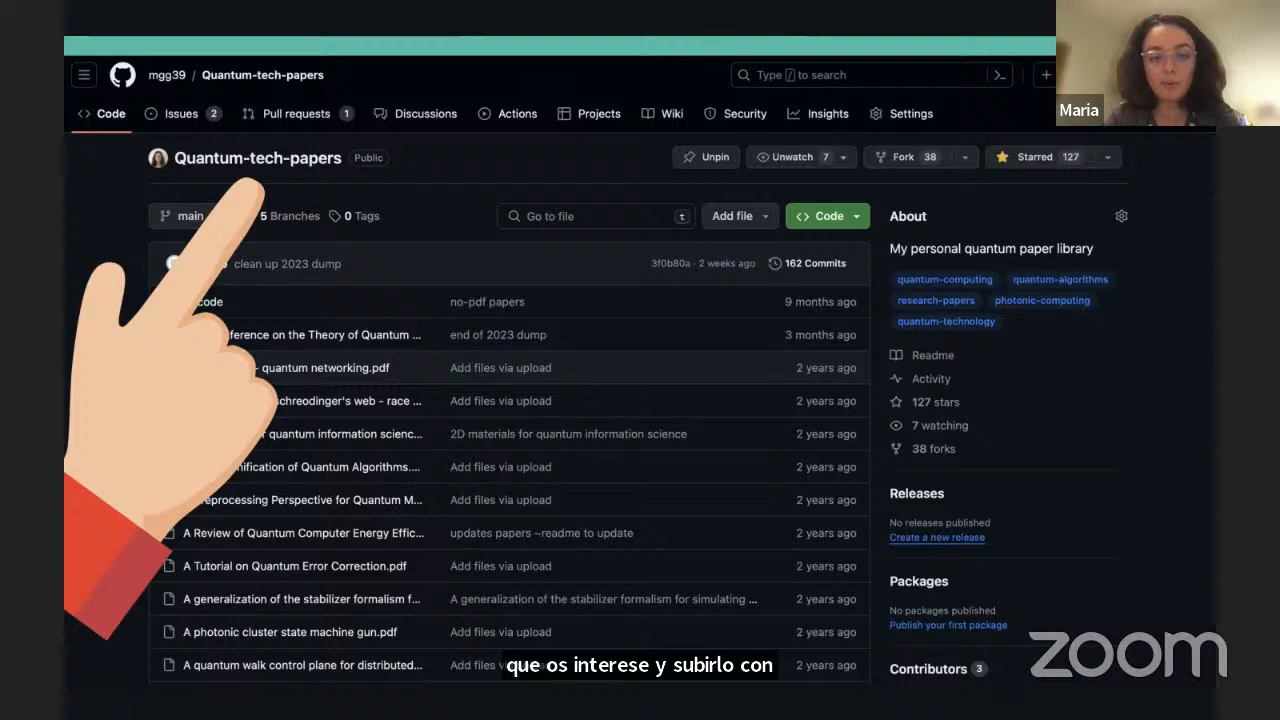 mgg39 / Quantum-tech-papers
Type / to search
Maria
Code
Issues 2
Pull requests 1
Discussions
Actions
Projects
Wiki
Security
Insights
Settings
Quantum-tech-papers Public
Unpin
Unwatch 7
Fork 38
Starred 127
main
5 Branches
0 Tags
Go to file t
Add file
Code
About
My personal quantum paper library
quantum-computing quantum-algorithms
research-papers photonic-computing
quantum-technology
Readme
Activity
127 stars
7 watching
38 forks
Releases
No releases published
Create a new release
Packages
No packages published
Publish your first package
Contributors 3
clean up 2023 dump 3f0b80a · 2 weeks ago 162 Commits
code no-pdf papers 9 months ago
ference on the Theory of Quantum ... end of 2023 dump 3 months ago
- quantum networking.pdf Add files via upload 2 years ago
schreodinger's web - race ... Add files via upload 2 years ago
quantum information scienc... 2D materials for quantum information science 2 years ago
nification of Quantum Algorithms.... Add files via upload 2 years ago
eprocessing Perspective for Quantum M... Add files via upload 2 years ago
A Review of Quantum Computer Energy Effic... updates papers ~readme to update 2 years ago
A Tutorial on Quantum Error Correction.pdf Add files via upload 2 years ago
A generalization of the stabilizer formalism f... A generalization of the stabilizer formalism for simulating ... 2 years ago
A photonic cluster state machine gun.pdf Add files via upload 2 years ago
A quantum walk control plane for distributed... Add files v 2 years ago
que os interese y subirlo con
zoom